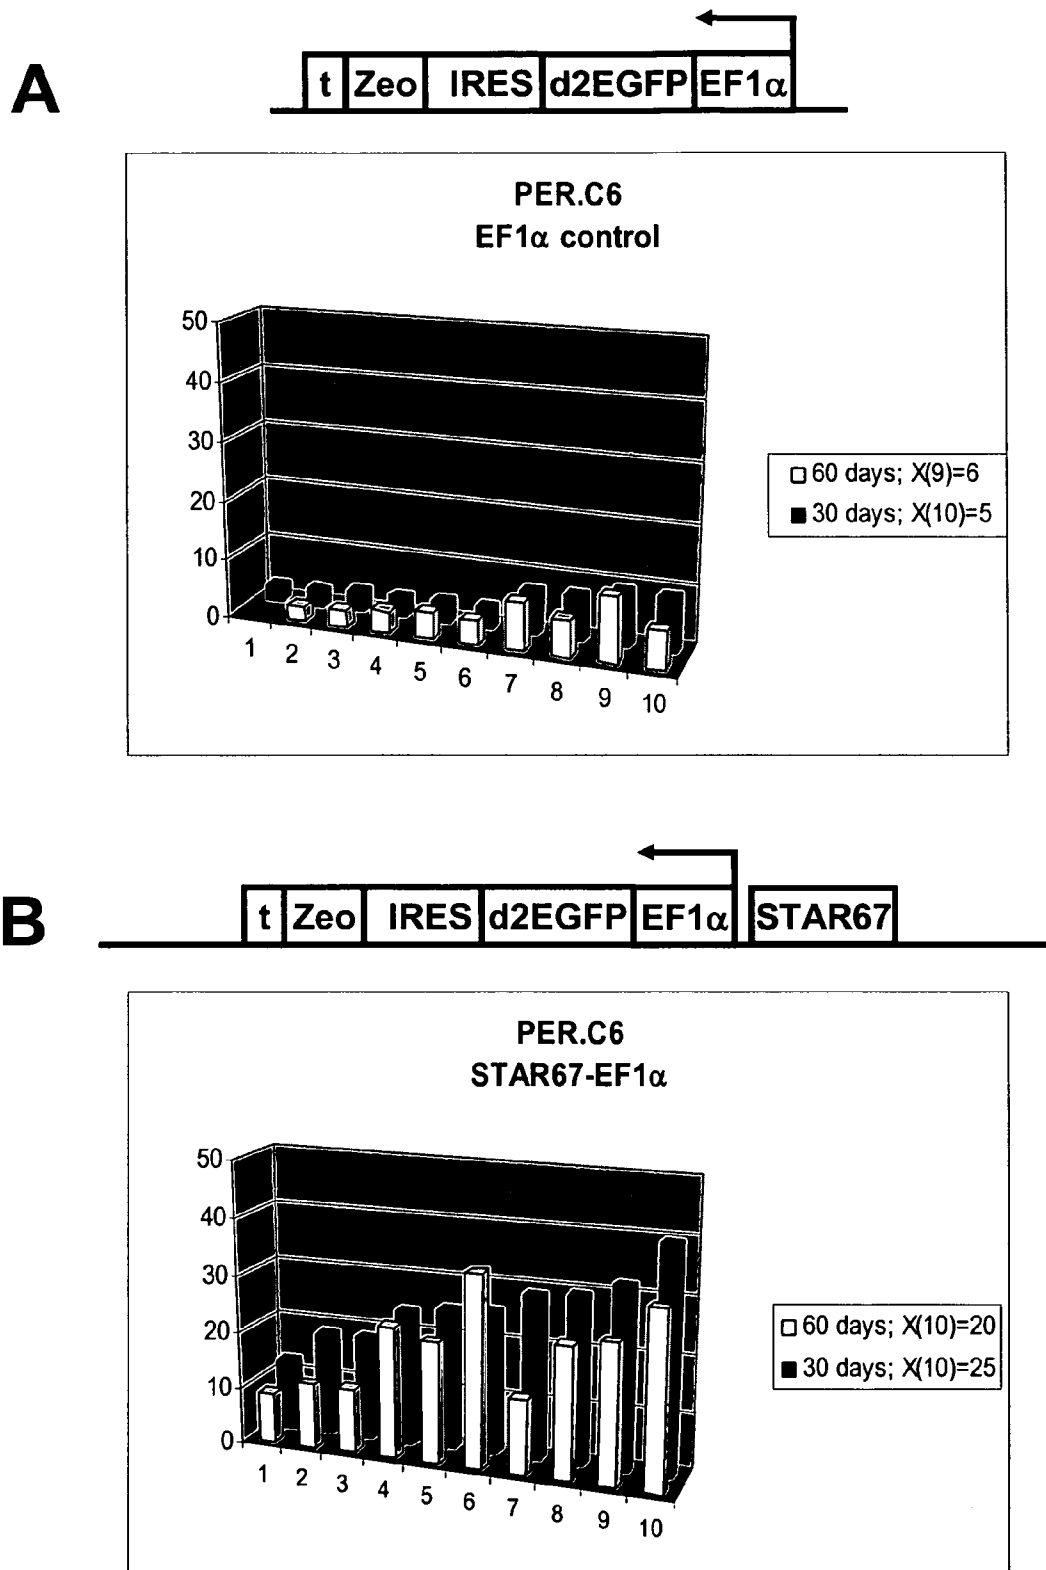 A
t Zeo IRES d2EGFP EF1α
PER.C6
EF1α control
50
40
30
20
10
0
1 2 3 4 5 6 7 8 9 10
60 days; X(9)=6
30 days; X(10)=5
B
t Zeo IRES d2EGFP EF1α STAR67
PER.C6
STAR67-EF1α
50
40
30
20
10
0
1 2 3 4 5 6 7 8 9 10
60 days; X(10)=20
30 days; X(10)=25